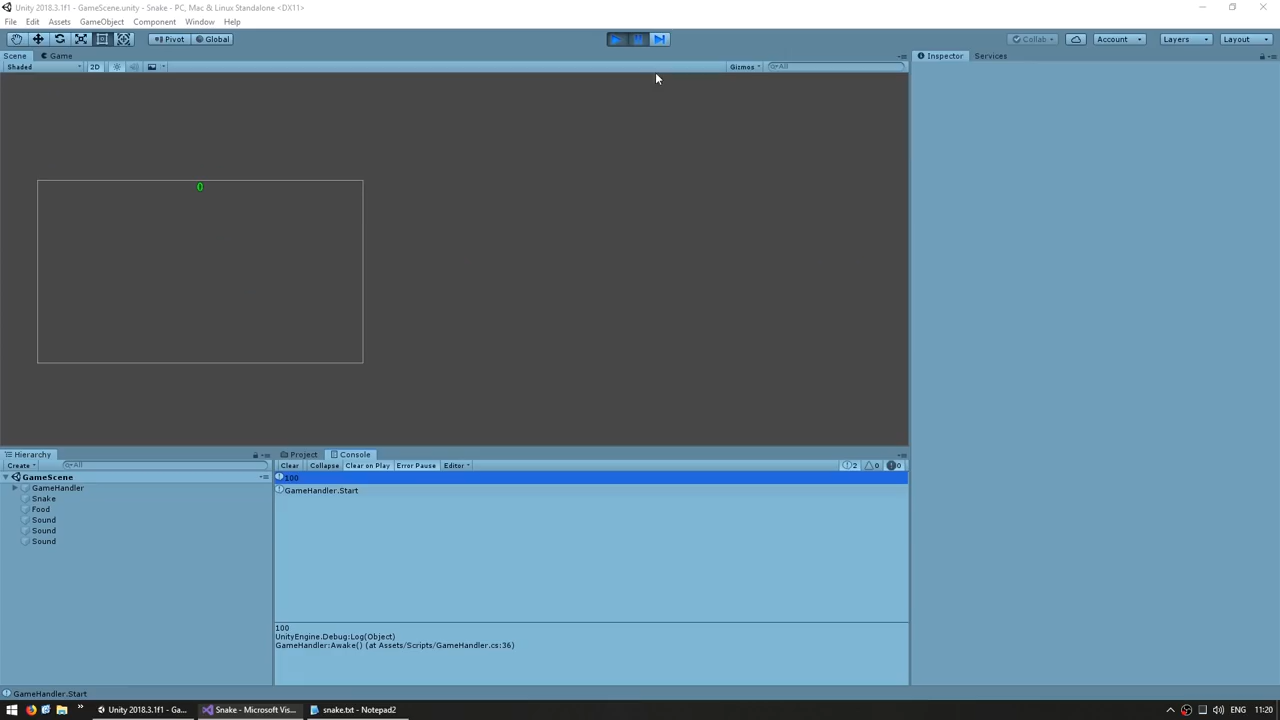 Unity 2018.3.1f1 - GameScene.unity - Snake - PC, Mac & Linux Standalone <DX11>
File Edit Assets GameObject Component Window Help
Pivot Global Collab Account Layers Layout
Scene Game Inspector Services
Shaded 2D Gizmos All
0
Hierarchy Project Console
Create All Clear Collapse Clear on Play Error Pause Editor 2 0 0
GameScene
100
GameHandler
GameHandler.Start
Snake
Food
Sound
Sound
Sound
100
UnityEngine.Debug:Log(Object)
GameHandler:Awake() (at Assets/Scripts/GameHandler.cs:36)
GameHandler.Start
Unity 2018.3.1f1 - Ga... Snake - Microsoft Vis... snake.txt - Notepad2 ENG 11:20